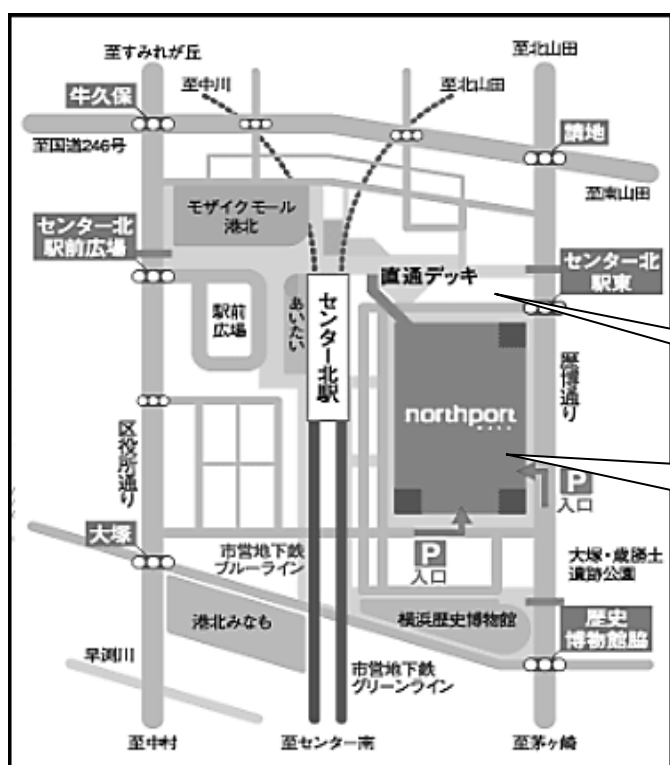 至すみれが丘
至北山田
牛久保
至中川
至北山田
至国道246号
請地
至南山田
モザイクモール
港北
センター北
駅前広場
直通デッキ
センター北
駅東
駅前
広場
あいたい
センター北駅
歴博通り
northport
区役所通り
P
入口
大塚
市営地下鉄
ブルーライン
P
入口
大塚・歳勝土
遺跡公園
港北みなも
横浜歴史博物館
歴史
博物館脇
早渕川
市営地下鉄
グリーンライン
至中村
至センター南
至茅ヶ崎